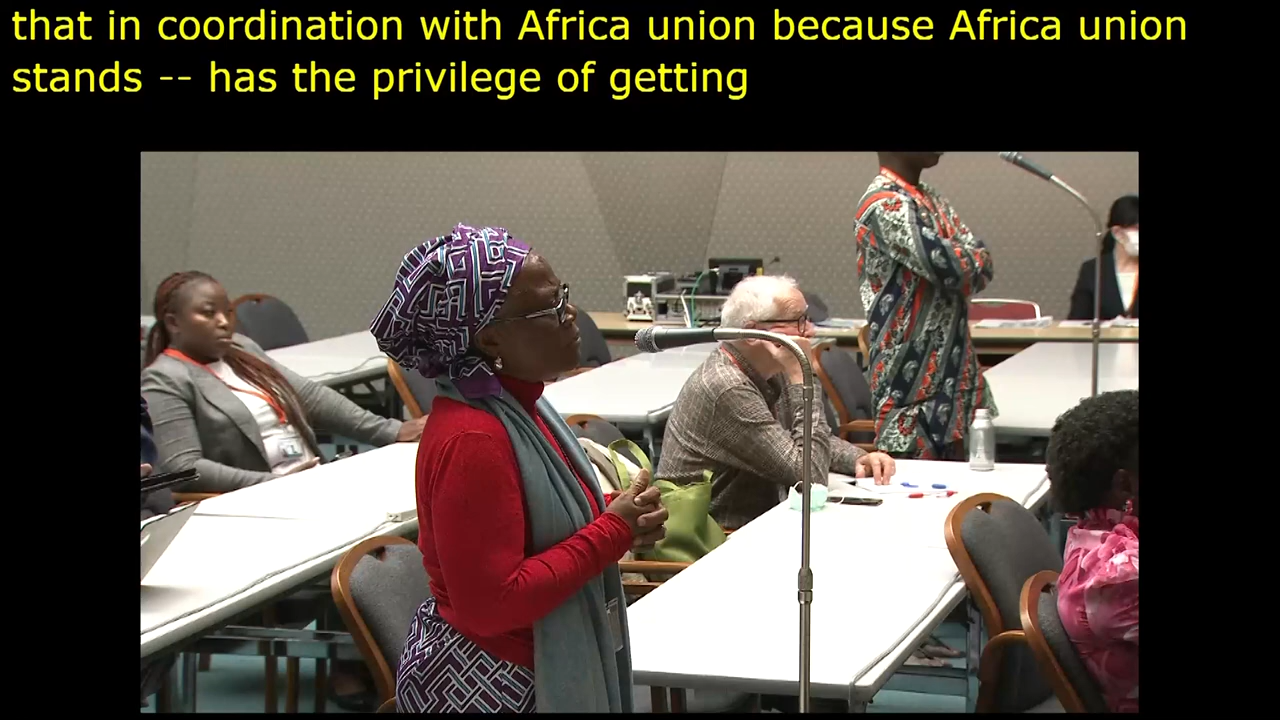 that in coordination with Africa union because Africa union
stands -- has the privilege of getting